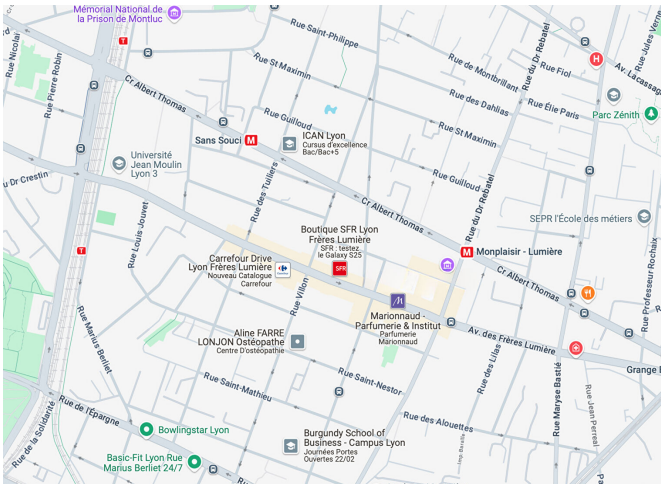 Mémorial National de
la Prison de Montluc
Rue Saint-Philippe
Rue du Dr Rebatel
Rue Jules Verne
Rue Nicolaï
Rue Pierre Robin
T
Rue St Maximin
Rue de Montbrillant
Rue Fiol
H
Av. Lacassagne
Cr Albert Thomas
Rue des Dahlias
Rue Élie Paris
Parc Zénith
Rue Guilloud
Rue St Maximin
Sans Souci
M
ICAN Lyon
Cursus d'excellence
Bac/Bac+5
Université
Jean Moulin
Lyon 3
Rue Guilloud
u Dr Crestin
Rue des Tuiliers
Rue du Dr Rebatel
Cr Albert Thomas
SEPR l'École des métiers
Rue Louis Jouvet
Boutique SFR Lyon
Frères Lumière
SFR : testez
le Galaxy S25
SFR
T
M
Monplaisir - Lumière
Carrefour Drive
Lyon Frères Lumière
Nouveau Catalogue
Carrefour
Cr Albert Thomas
Rue Professeur Rochaix
Rue Villon
Marionnaud -
Parfumerie & Institut
Parfumerie
Marionnaud
Rue Marius Berliet
Aline FARRE
LONJON Ostéopathe
Centre D'ostéopathie
Av. des Frères Lumière
Rue des Lilas
Rue Maryse Bastié
Grange R
Rue Saint-Mathieu
Rue Saint-Nestor
Rue Jean Perréal
Rue de l'Épargne
Rue des Alouettes
Rue de la Solidarité
Bowlingstar Lyon
Burgundy School of
Business - Campus Lyon
Journées Portes
Ouvertes 22/02
Imp. Bataille
Basic-Fit Lyon Rue
Marius Berliet 24/7